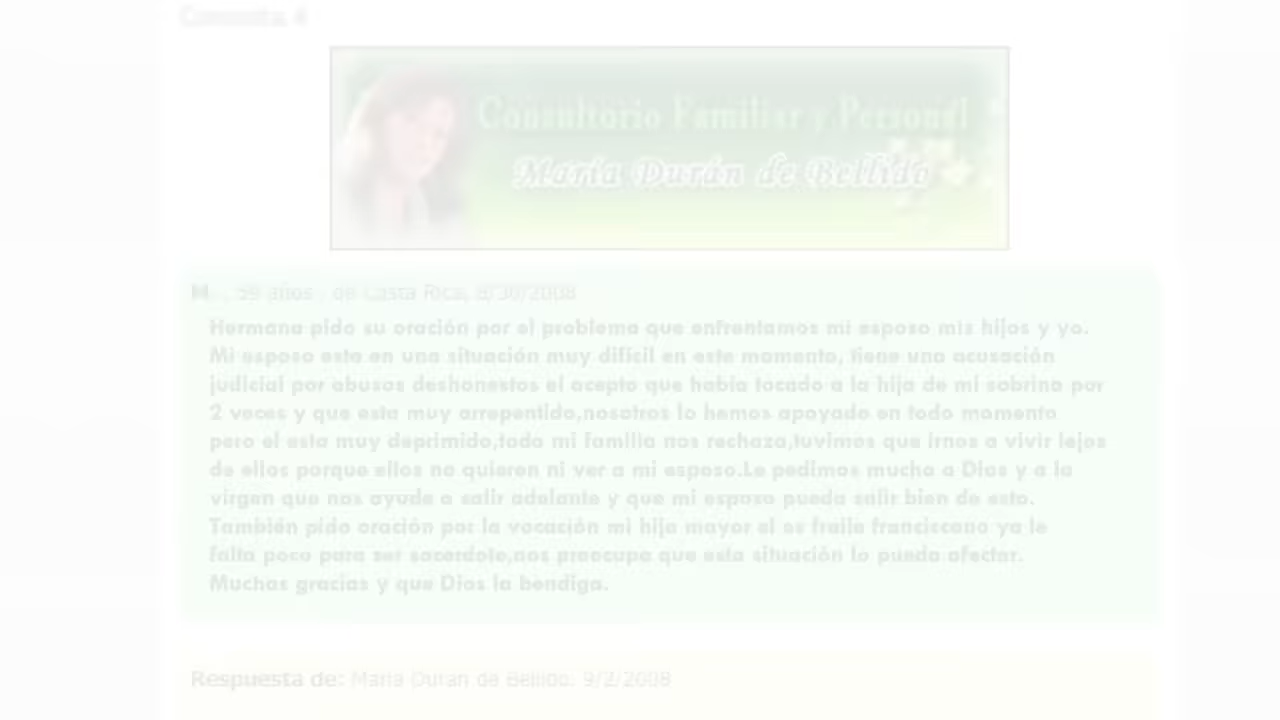 Consultorio Familiar y Personal
María Durán de Bellido
M. , 59 años , de Costa Rica, 8/30/2008
Hermana pido su oración por el problema que enfrentamos mi esposo mis hijos y yo.
Mi esposo esta en una situación muy dificil en este momento, tiene una acusación
judicial por abusos deshonestos el acepto que habia tocado a la hija de mi sobrina por
2 veces y que esta muy arrepentido,nosotros lo hemos apoyado en todo momento
pero el esta muy deprimido,toda mi familia nos rechaza,tuvimos que irnos a vivir lejos
de ellos porque ellos no quieren ni ver a mi esposo.Le pedimos mucho a Dios y a la
virgen que nos ayude a salir adelante y que mi esposo pueda salir bien de esto.
También pido oración por la vocación mi hijo mayor el es fraile franciscano ya le
falta poco para ser sacerdote,nos preocupa que esta situación lo pueda afectar.
Muchas gracias y que Dios la bendiga.
Respuesta de: María Duran de Bellido. 9/2/2008